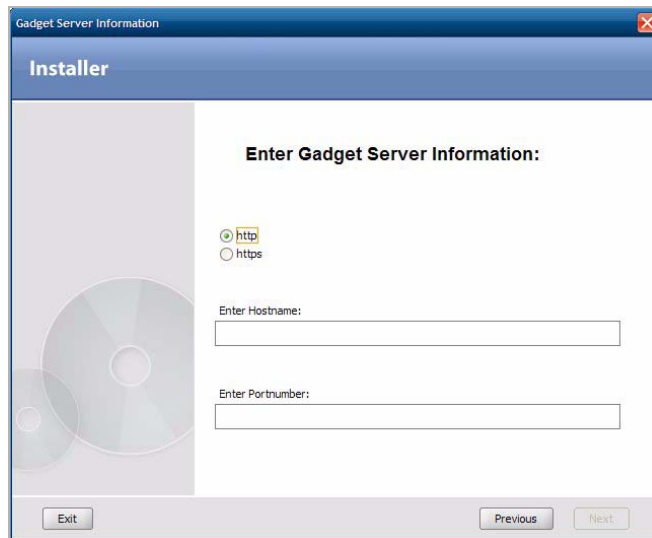 Gadget Server Information
Installer
Enter Gadget Server Information:
http
https
Enter Hostname:
Enter Portnumber:
Exit
Previous
Next